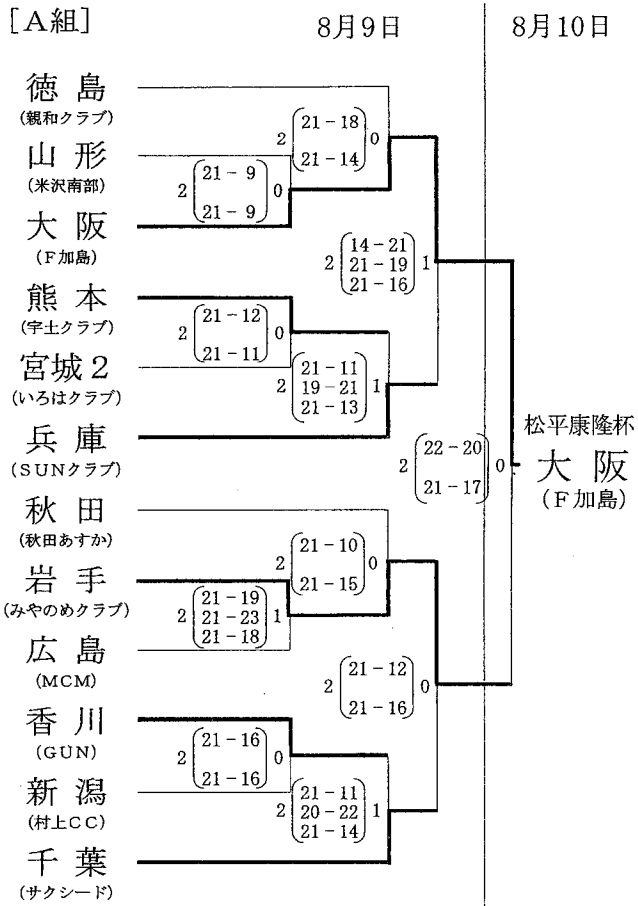 [A組]
8月9日
8月10日
徳島
(親和クラブ)
2 21-18 0
21-14
山形
(米沢南部)
2 21-9 0
21-9
大阪
(F加島)
2 14-21 1
21-19
21-16
熊本
(宇土クラブ)
2 21-12 0
21-11
宮城2
(いろはクラブ)
2 21-11 1
19-21
21-13
兵庫
(SUNクラブ)
2 22-20 0
21-17
松平康隆杯
大阪
(F加島)
秋田
(秋田あすか)
2 21-10 0
21-15
岩手
(みやのめクラブ)
2 21-19 1
21-23
21-18
広島
(MCM)
2 21-12 0
21-16
香川
(GUN)
2 21-16 0
21-16
新潟
(村上CC)
2 21-11 1
20-22
21-14
千葉
(サクシード)